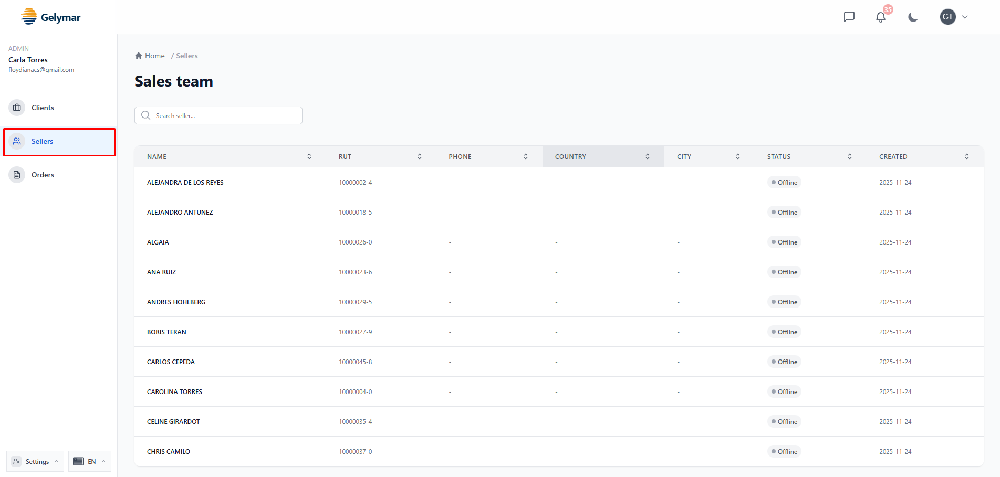 Gelymar
35
CT
ADMIN
Carla Torres
floydianacs@gmail.com
Clients
Sellers
Orders
Settings
EN
Home / Sellers
Sales team
Search seller...
NAME RUT PHONE COUNTRY CITY STATUS CREATED
ALEJANDRA DE LOS REYES 10000002-4 - - - Offline 2025-11-24
ALEJANDRO ANTUNEZ 10000018-5 - - - Offline 2025-11-24
ALGAIA 10000026-0 - - - Offline 2025-11-24
ANA RUIZ 10000023-6 - - - Offline 2025-11-24
ANDRES HOHLBERG 10000029-5 - - - Offline 2025-11-24
BORIS TERAN 10000027-9 - - - Offline 2025-11-24
CARLOS CEPEDA 10000045-8 - - - Offline 2025-11-24
CAROLINA TORRES 10000004-0 - - - Offline 2025-11-24
CELINE GIRARDOT 10000035-4 - - - Offline 2025-11-24
CHRIS CAMILO 10000037-0 - - - Offline 2025-11-24